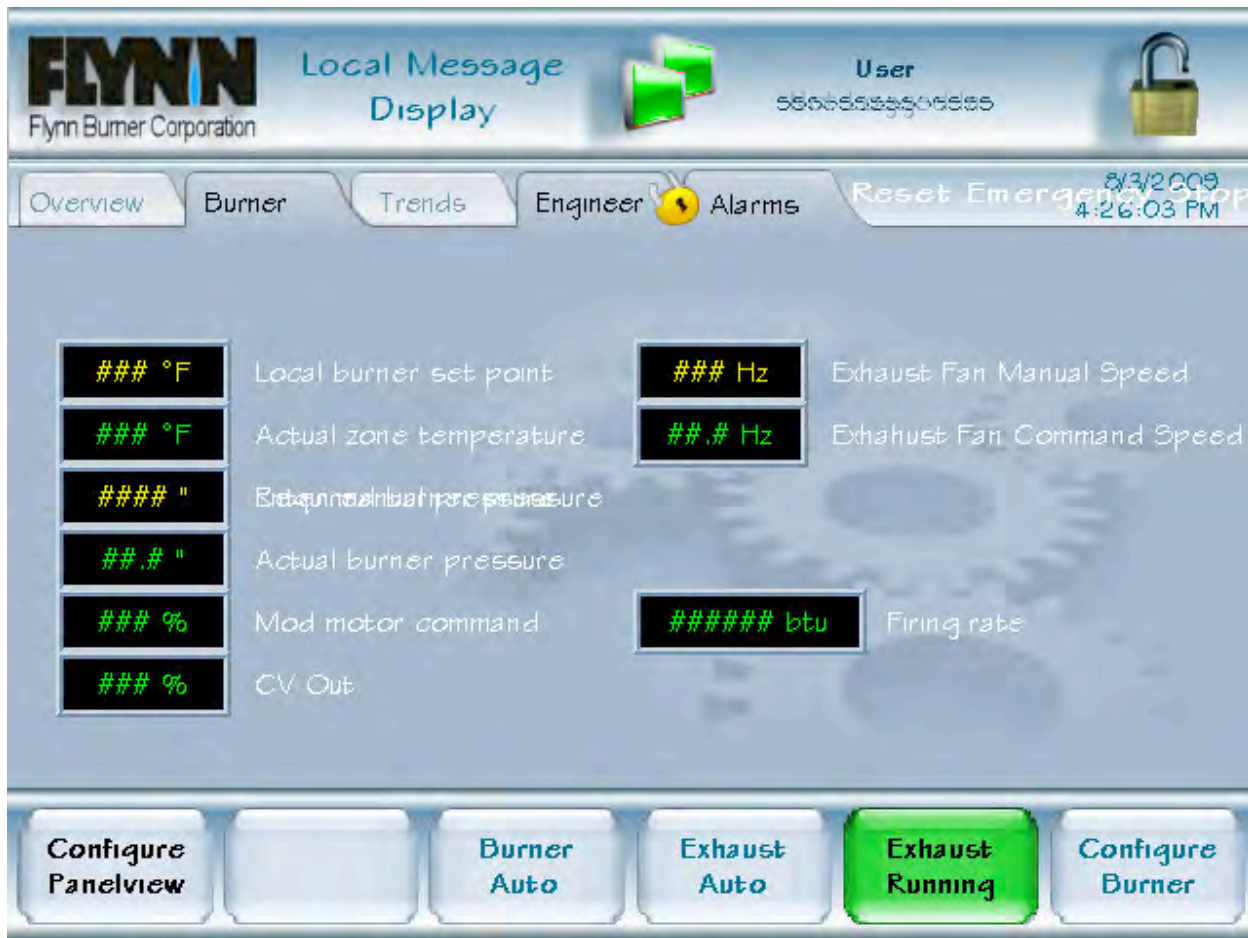 FLYNN
Flynn Burner Corporation
Local Message
Display
User
Overview
Burner
Trends
Engineer
Alarms
Reset Emergency Stop
8/3/2009
4:26:03 PM
### °F Local burner set point
### Hz Exhaust Fan Manual Speed
### °F Actual zone temperature
##.# Hz Exhahust Fan Command Speed
#### "
##.# " Actual burner pressure
### % Mod motor command
###### btu Firing rate
### % CV Out
Configure
Panelview
Burner
Auto
Exhaust
Auto
Exhaust
Running
Configure
Burner